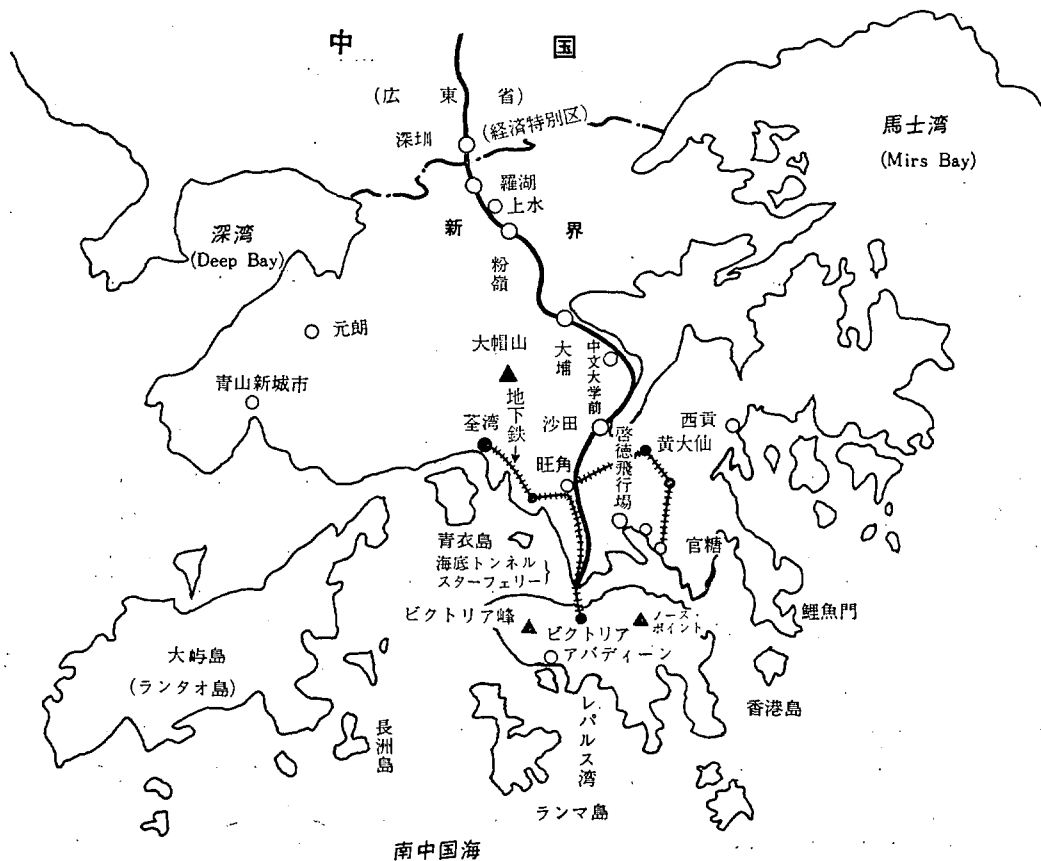 中　国
(広東省)
深圳
(経済特別区)
馬士湾
(Mirs Bay)
羅湖
上水
新　界
深湾
(Deep Bay)
粉嶺
元朗
大帽山
大埔
中文大学前
青山新城市
地下鉄
荃湾
沙田
西貢
啓徳飛行場
黄大仙
旺角
青衣島
官糖
海底トンネル
スターフェリー
鯉魚門
ビクトリア峰
ノース・
ポイント
ビクトリア
アバディーン
大屿島
(ランタオ島)
香港島
長洲島
レパルス湾
ランマ島
南中国海